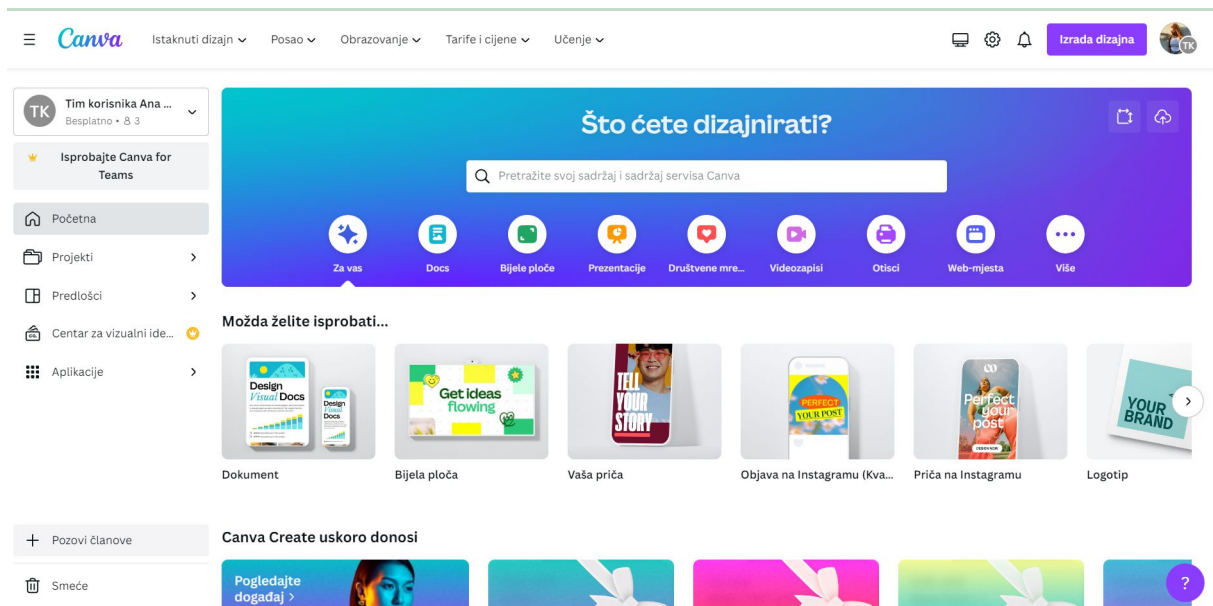 Canva
Istaknuti dizajn
Posao
Obrazovanje
Tarife i cijene
Učenje
Izrada dizajna
TK
TK
Tim korisnika Ana ...
Besplatno • 3
Isprobajte Canva for
Teams
Početna
Projekti
Predlošci
Centar za vizualni ide...
Aplikacije
Pozovi članove
Smeće
Što ćete dizajnirati?
Pretražite svoj sadržaj i sadržaj servisa Canva
Za vas
Docs
Bijele ploče
Prezentacije
Društvene mre...
Videozapisi
Otisci
Web-mjesta
Više
Možda želite isprobati...
Design
Visual Docs
Design
Visual
Docs
Get ideas
flowing
TELL
YOUR
STORY
PERFECT
YOUR POST
Perfect
your
post
YOUR
BRAND
Dokument
Bijela ploča
Vaša priča
Objava na Instagramu (Kva...
Priča na Instagramu
Logotip
Canva Create uskoro donosi
Pogledajte
događaj >
?